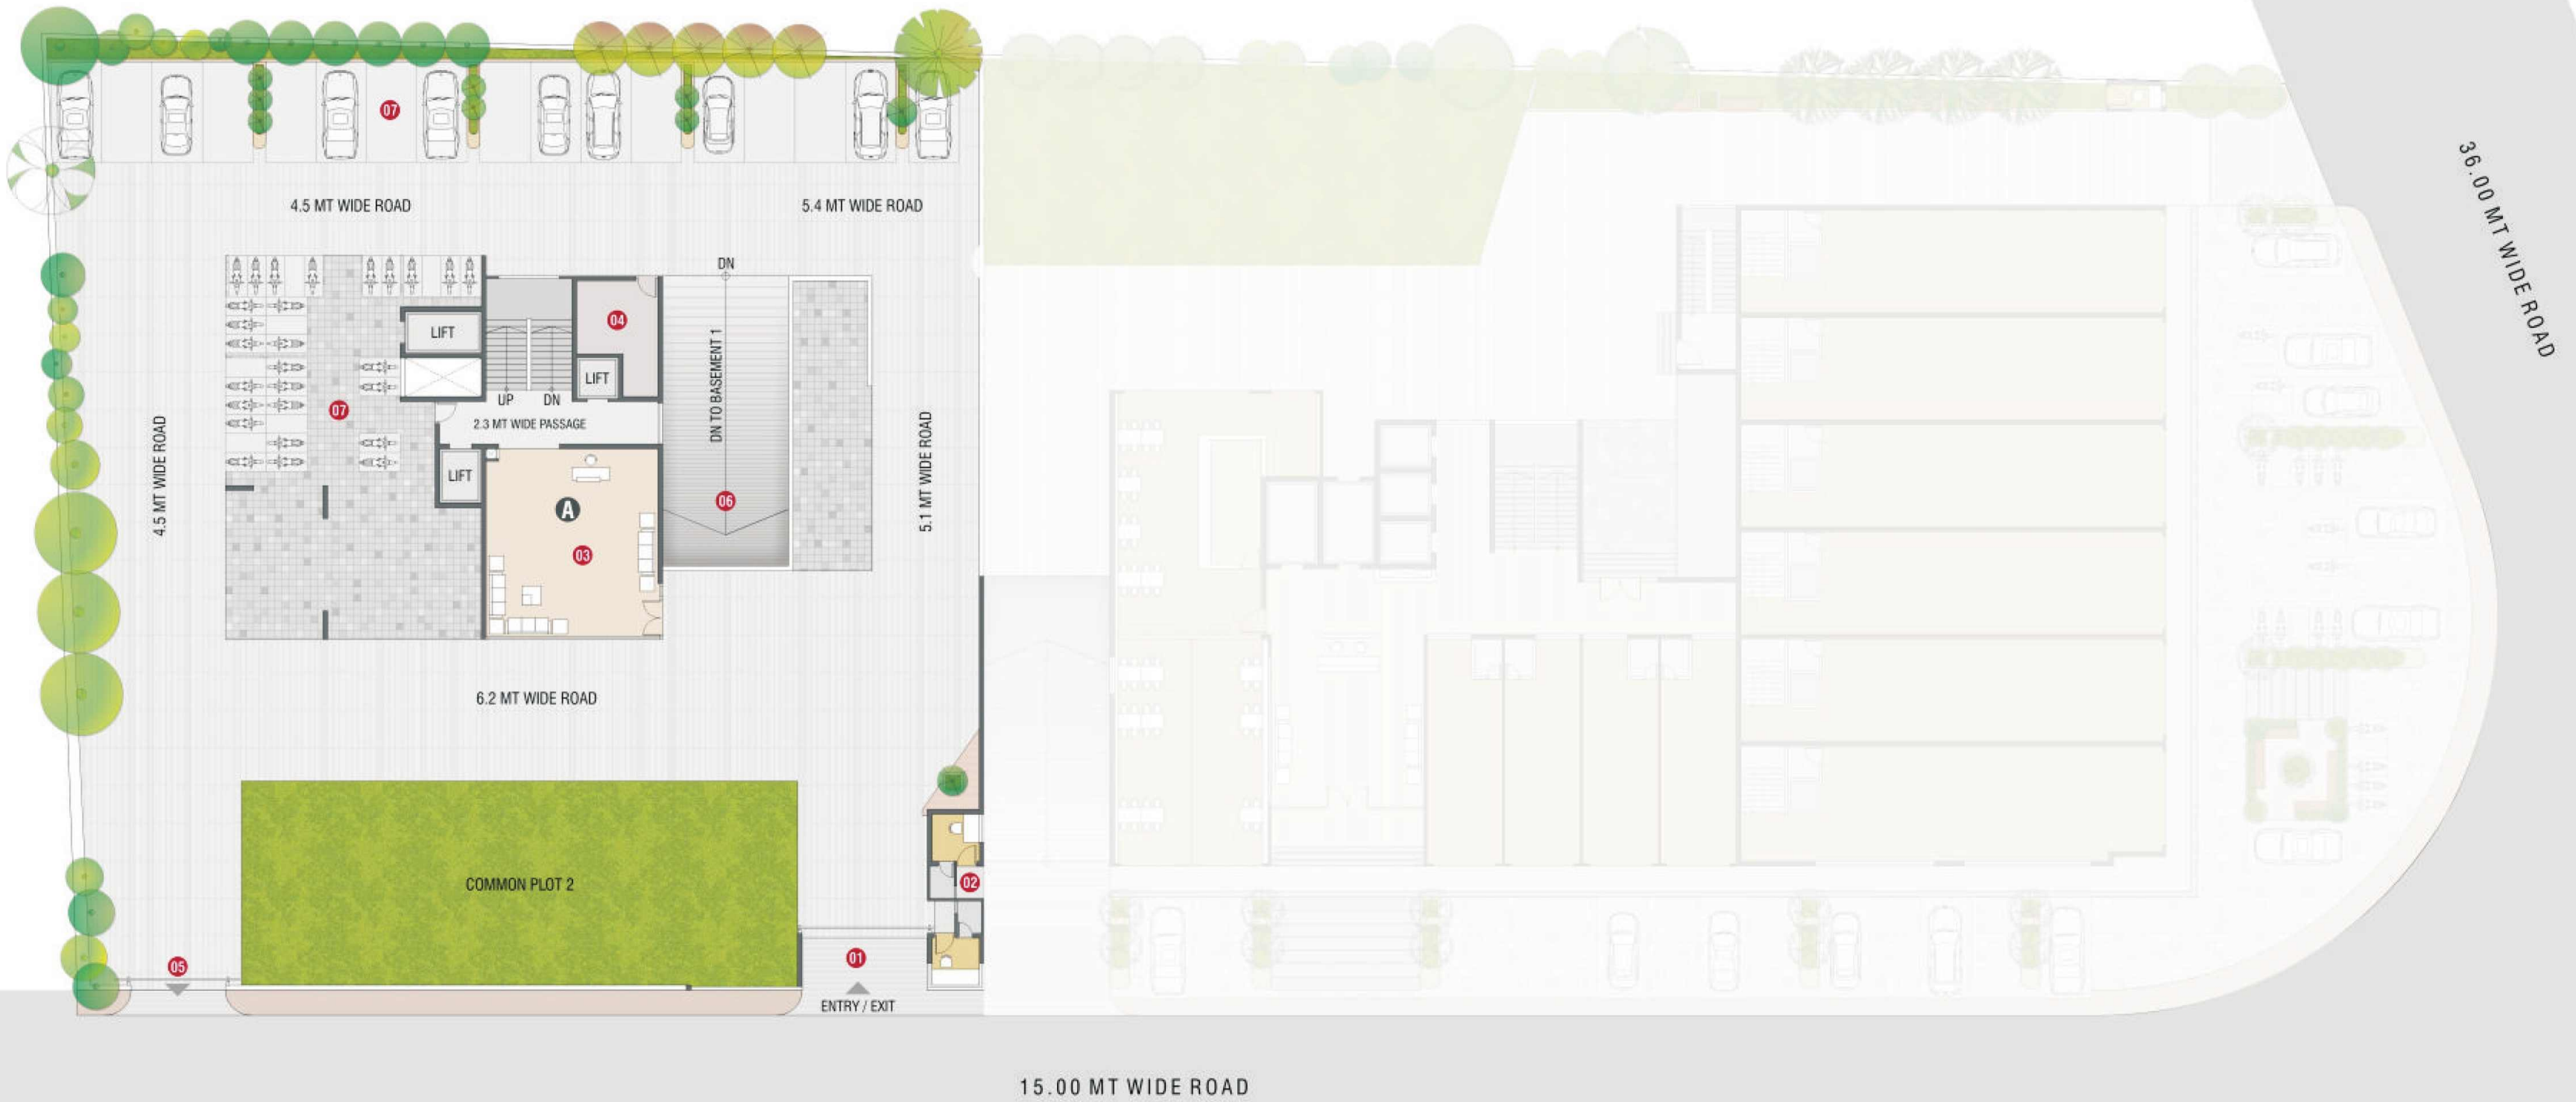 07
36.00 MT WIDE ROAD
4.5 MT WIDE ROAD
5.4 MT WIDE ROAD
DN
04
LIFT
DN TO BASEMENT 1
LIFT
UP
DN
07
2.3 MT WIDE PASSAGE
4.5 MT WIDE ROAD
5.1 MT WIDE ROAD
LIFT
06
A
03
6.2 MT WIDE ROAD
COMMON PLOT 2
02
05
01
ENTRY / EXIT
15.00 MT WIDE ROAD